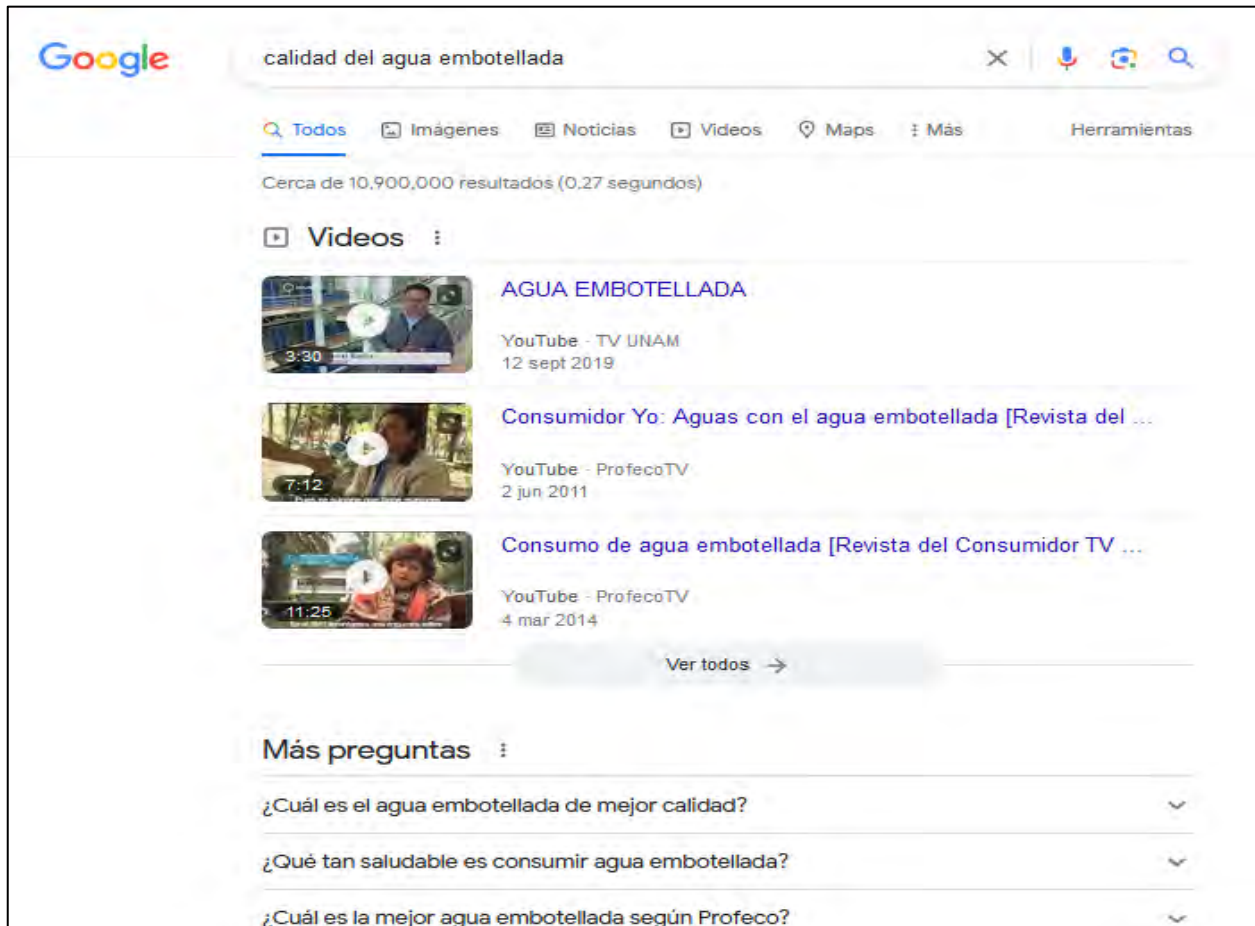 Google
calidad del agua embotellada
Todos Imágenes Noticias Videos Maps Más Herramientas
Cerca de 10,900,000 resultados (0.27 segundos)
Videos
3:30
AGUA EMBOTELLADA
YouTube · TV UNAM
12 sept 2019
7:12
Consumidor Yo: Aguas con el agua embotellada [Revista del ...
YouTube · ProfecoTV
2 jun 2011
11:25
Consumo de agua embotellada [Revista del Consumidor TV ...
YouTube · ProfecoTV
4 mar 2014
Ver todos →
Más preguntas
¿Cuál es el agua embotellada de mejor calidad?
¿Qué tan saludable es consumir agua embotellada?
¿Cuál es la mejor agua embotellada según Profeco?